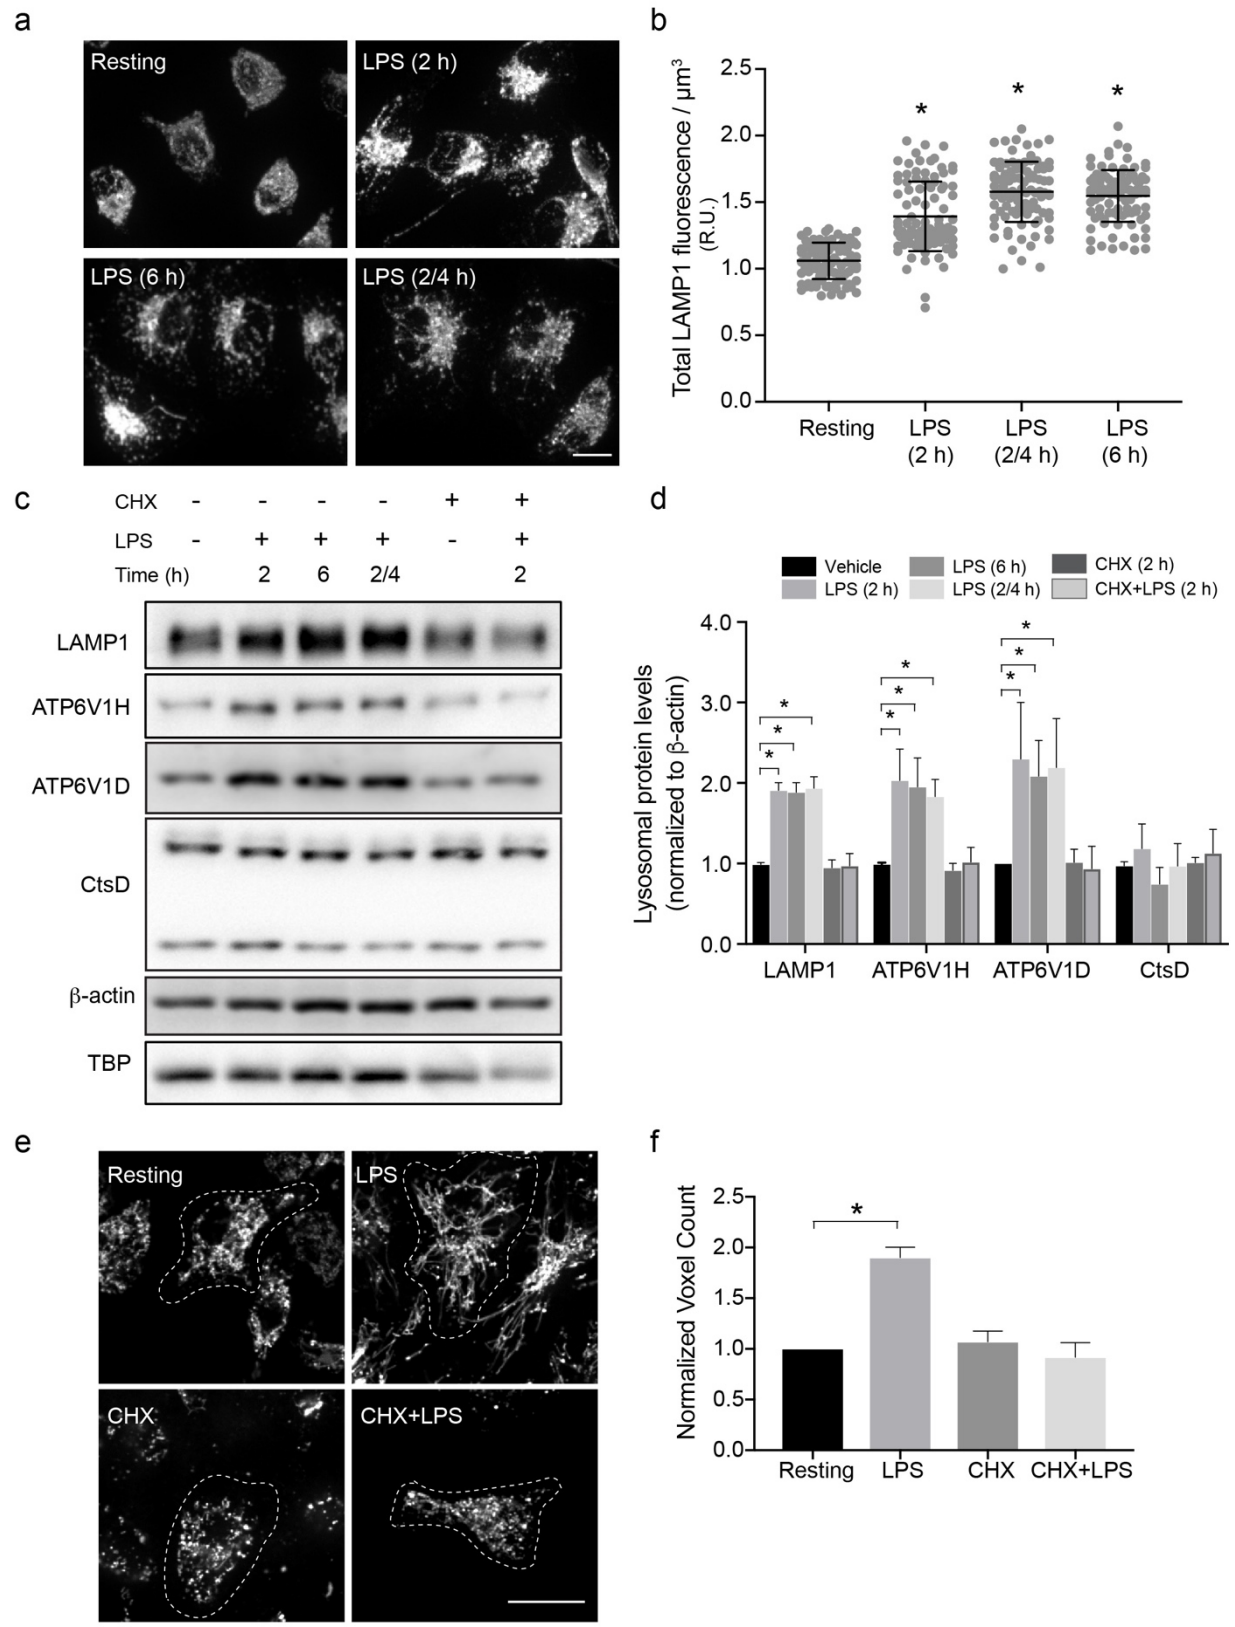 a
Resting
LPS (2 h)
LPS (6 h)
LPS (2/4 h)
b
Total LAMP1 fluorescence / µm³
(R.U.)
2.5
2.0
1.5
1.0
0.5
0.0
* * *
Resting LPS (2 h) LPS (2/4 h) LPS (6 h)
c
CHX - - - - + +
LPS - + + + - +
Time (h) 2 6 2/4 2
LAMP1
ATP6V1H
ATP6V1D
CtsD
β-actin
TBP
d
Vehicle LPS (6 h) CHX (2 h)
LPS (2 h) LPS (2/4 h) CHX+LPS (2 h)
Lysosomal protein levels
(normalized to β-actin)
4.0
3.0
2.0
1.0
0.0
* * *
* * *
* * *
LAMP1 ATP6V1H ATP6V1D CtsD
e
Resting
LPS
CHX
CHX+LPS
f
Normalized Voxel Count
2.5
2.0
1.5
1.0
0.5
0.0
*
Resting LPS CHX CHX+LPS